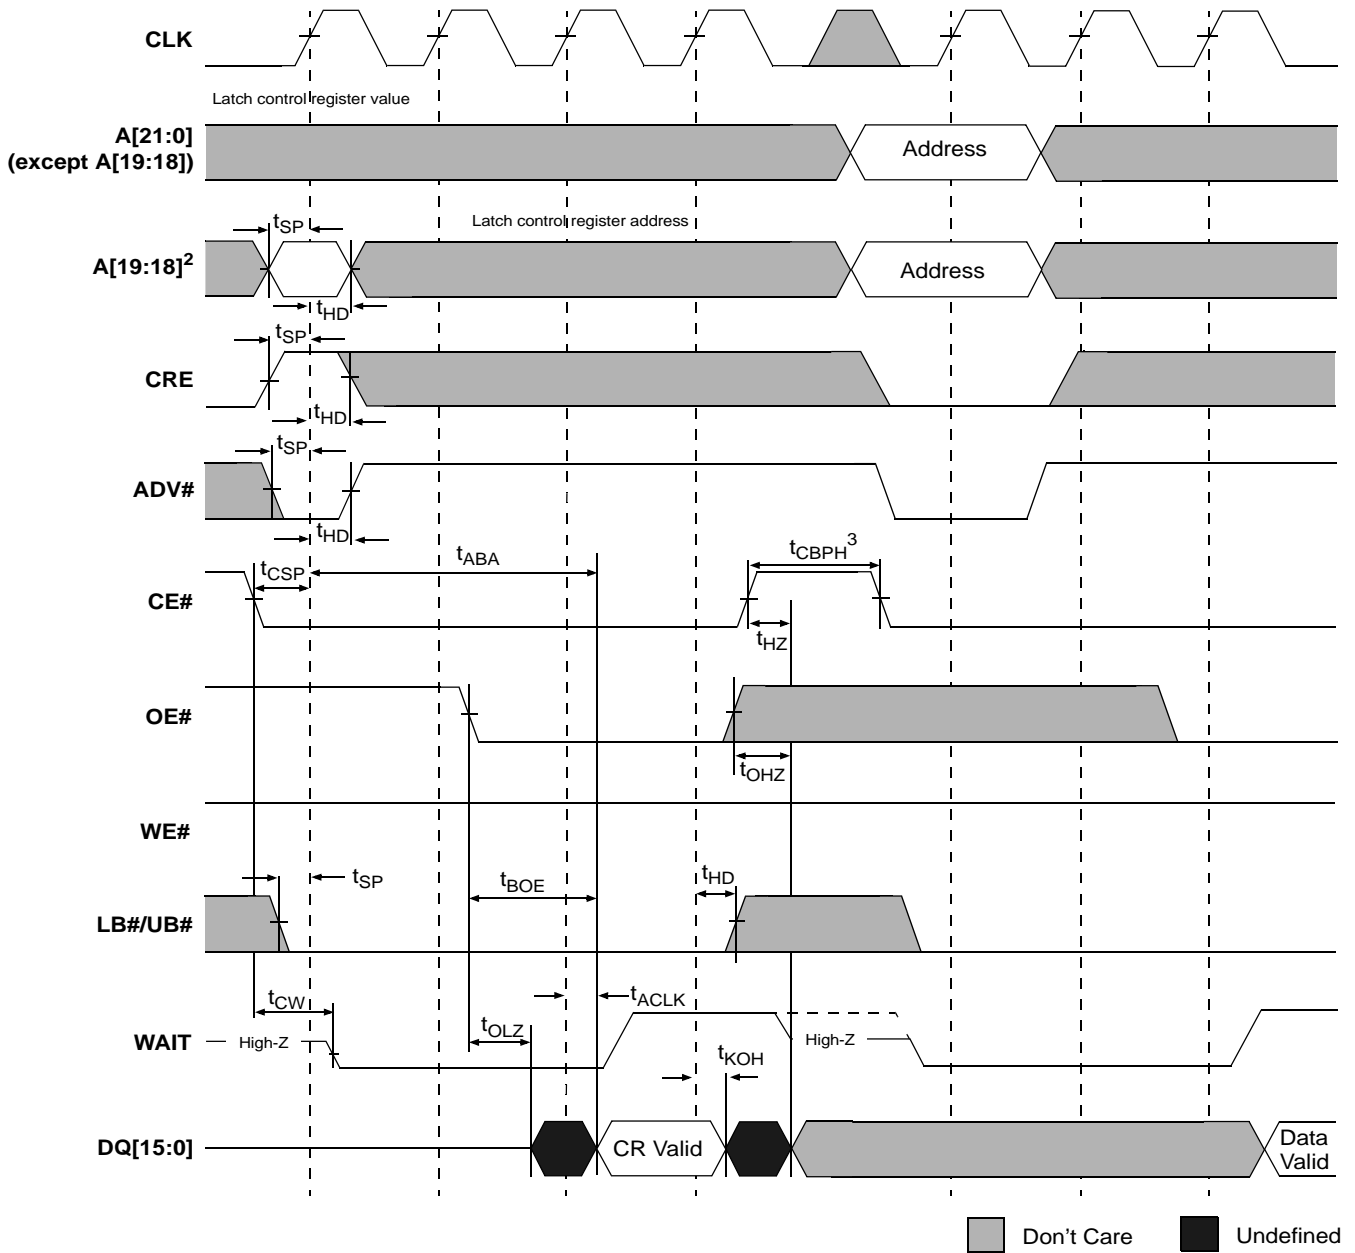 CLK
Latch control register value
A[21:0]
(except A[19:18])
Address
tSP
Latch control register address
A[19:18]2
Address
tHD
tSP
CRE
tHD
tSP
ADV#
tHD
tCSP
tABA
tCBPH3
CE#
tHZ
OE#
tOHZ
WE#
tSP
tBOE
tHD
LB#/UB#
tCW
tACLK
tOLZ
WAIT
High-Z
High-Z
tKOH
DQ[15:0]
CR Valid
Data
Valid
Don't Care
Undefined